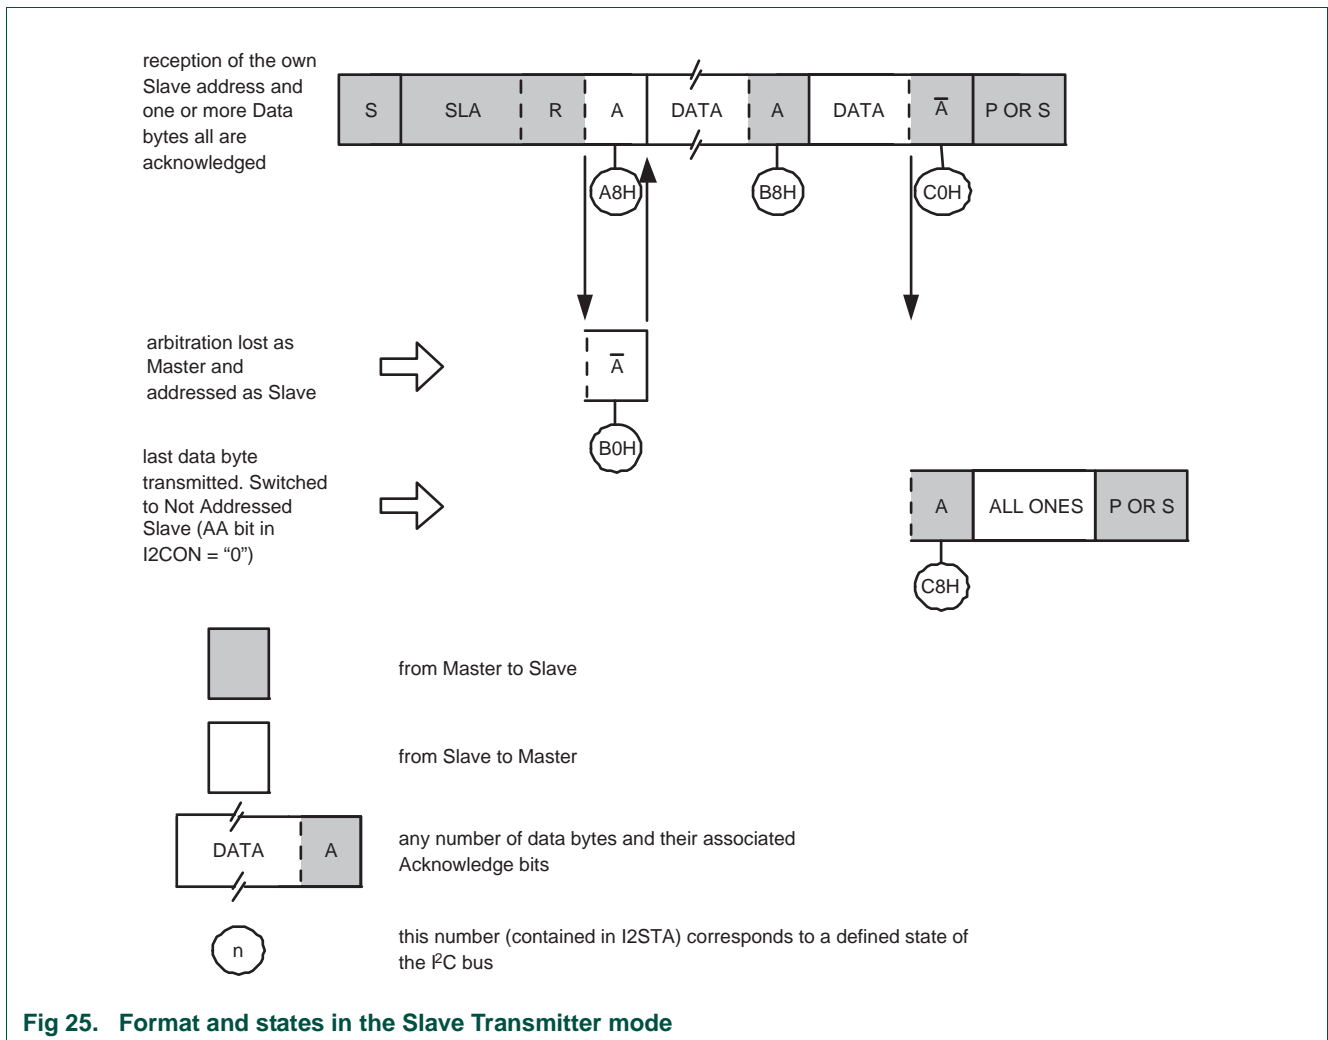 reception of the own
Slave address and
one or more Data
bytes all are
acknowledged
S SLA R A DATA A DATA A̅ P OR S
A8H B8H C0H
arbitration lost as
Master and
addressed as Slave
A̅
B0H
last data byte
transmitted. Switched
to Not Addressed
Slave (AA bit in
I2CON = “0”)
A ALL ONES P OR S
C8H
from Master to Slave
from Slave to Master
DATA A
any number of data bytes and their associated
Acknowledge bits
n
this number (contained in I2STA) corresponds to a defined state of
the I²C bus
Fig 25. Format and states in the Slave Transmitter mode